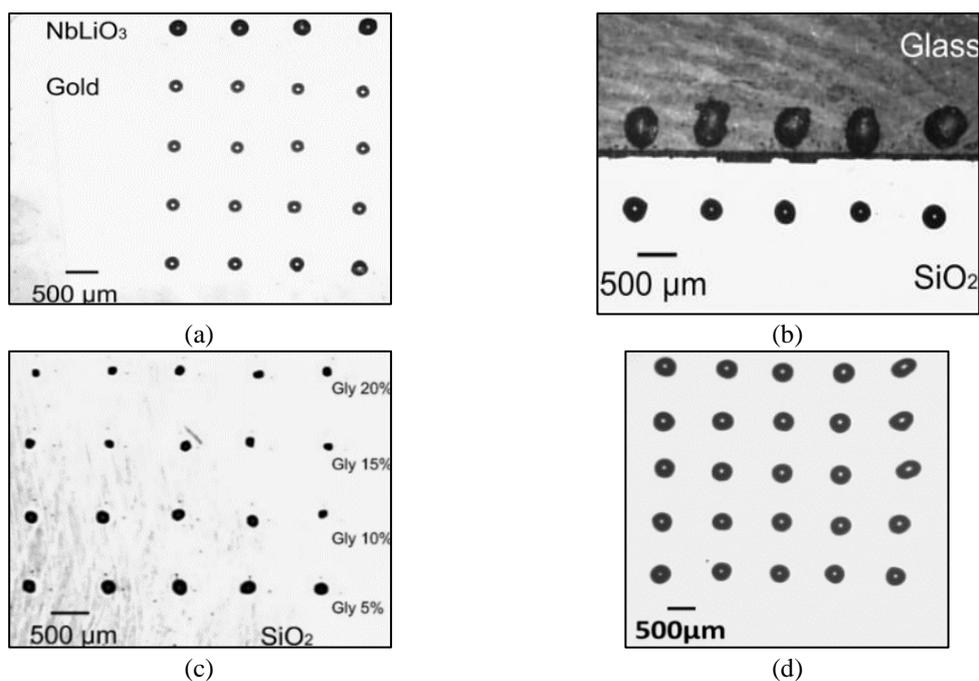 NbLiO₃
Gold
500 µm
(a)
Glass
500 µm
SiO₂
(b)
Gly 20%
Gly 15%
Gly 10%
Gly 5%
500 µm
SiO₂
(c)
500µm
(d)